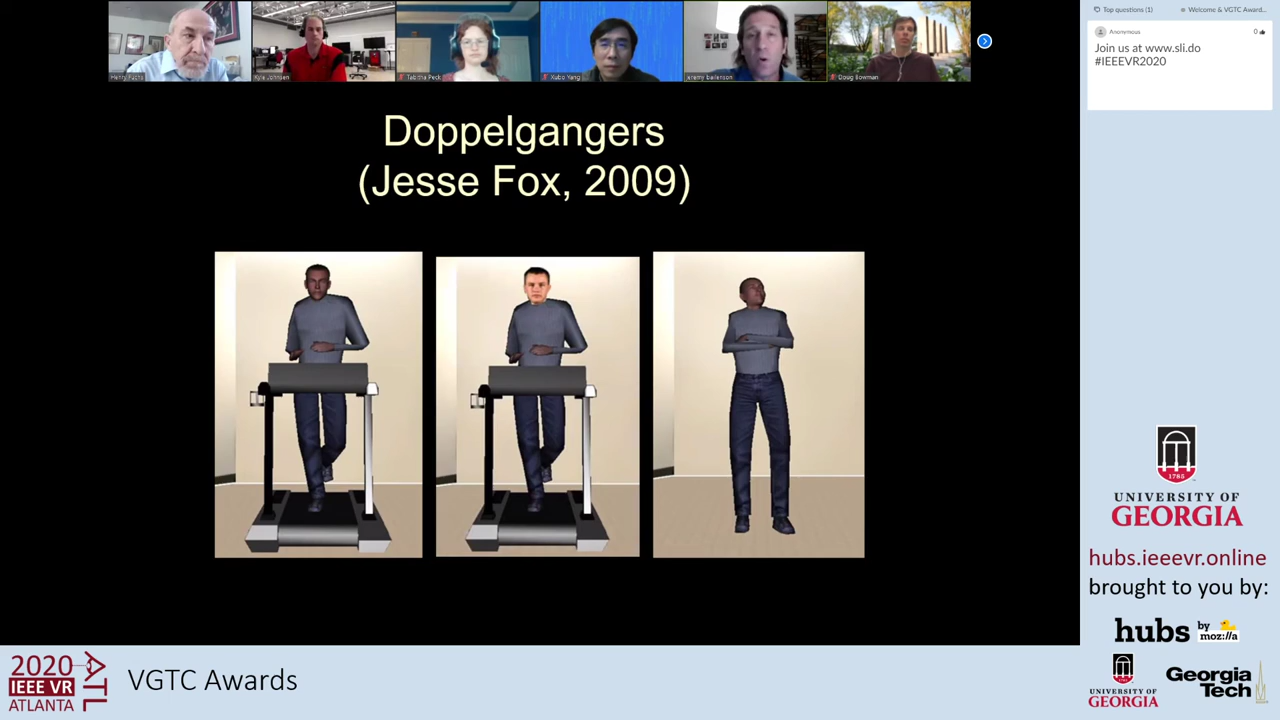 Henry Fuchs
Kyle Johnsen
Tabitha Peck
Xubo Yang
jeremy bailenson
Doug Bowman
Top questions (1)
Welcome & VGTC Award...
Anonymous
0
Join us at www.sli.do
#IEEEVR2020
Doppelgangers
(Jesse Fox, 2009)
1785
UNIVERSITY OF
GEORGIA
hubs.ieeevr.online
brought to you by:
hubs by moz://a
UNIVERSITY OF
GEORGIA
Georgia
Tech
2020
IEEE VR
ATLANTA
ATL
VGTC Awards